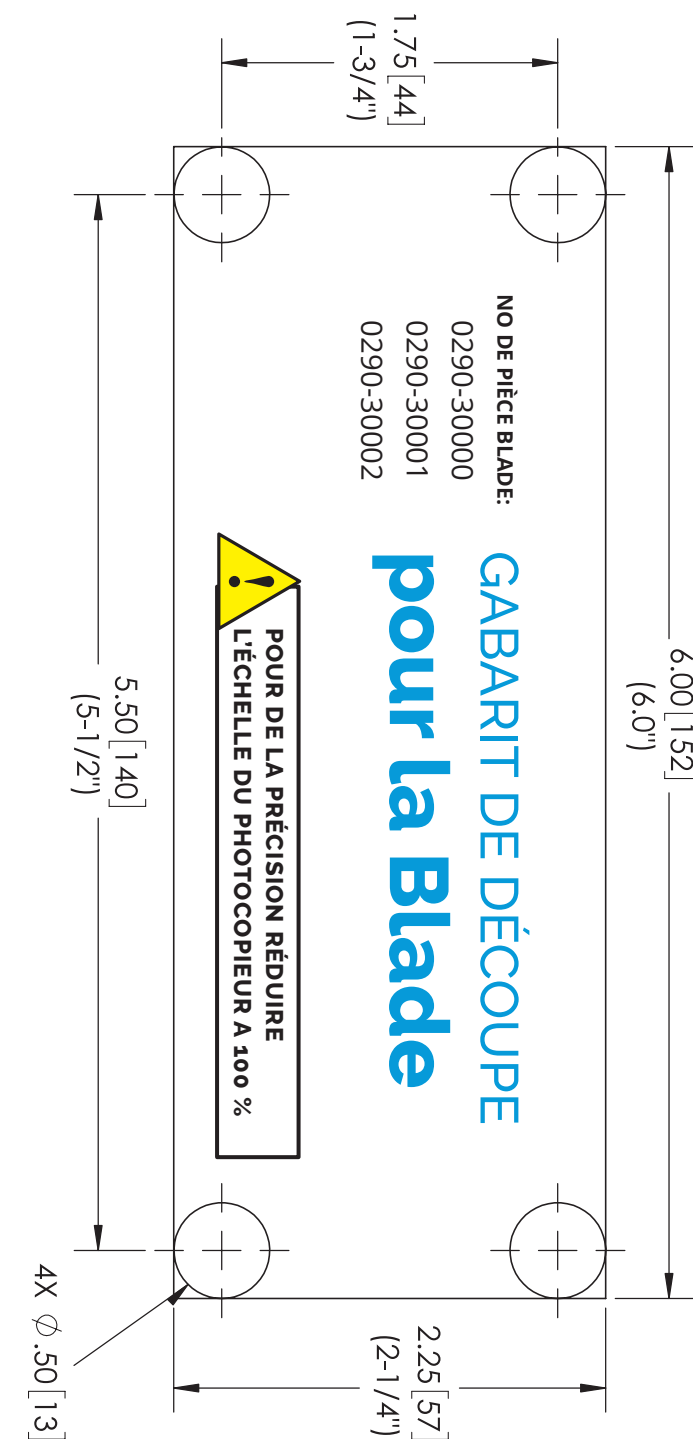 6.00[152]
(6.0")
1.75[44]
(1-3/4")
NO DE PIÈCE BLADE:
0290-30000
0290-30001
0290-30002
GABARIT DE DÉCOUPE
pour la Blade
2.25[57]
(2-1/4")
!
POUR DE LA PRÉCISION RÉDUIRE
L'ÉCHELLE DU PHOTOCOPIEUR A 100 %
5.50[140]
(5-1/2")
4X Ø .50[13]